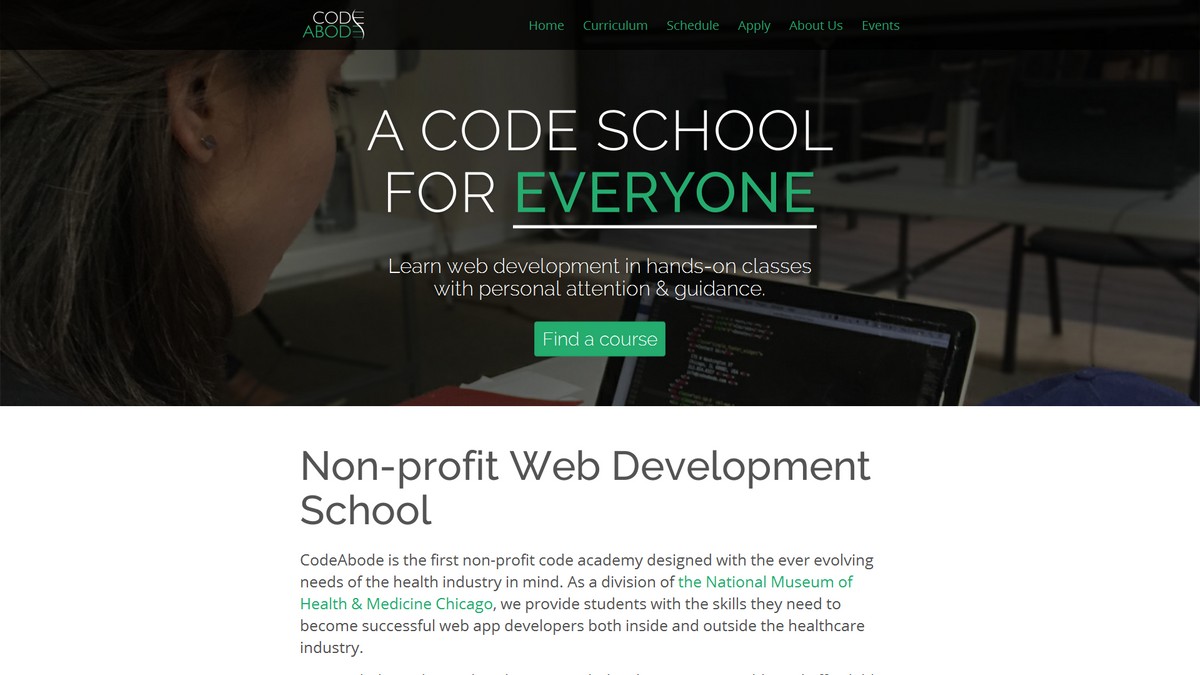 CODE
ABODE
Home
Curriculum
Schedule
Apply
About Us
Events
A CODE SCHOOL
FOR EVERYONE
Learn web development in hands-on classes
with personal attention & guidance.
Find a course
Non-profit Web Development
School
CodeAbode is the first non-profit code academy designed with the ever evolving
needs of the health industry in mind. As a division of the National Museum of
Health & Medicine Chicago, we provide students with the skills they need to
become successful web app developers both inside and outside the healthcare
industry.